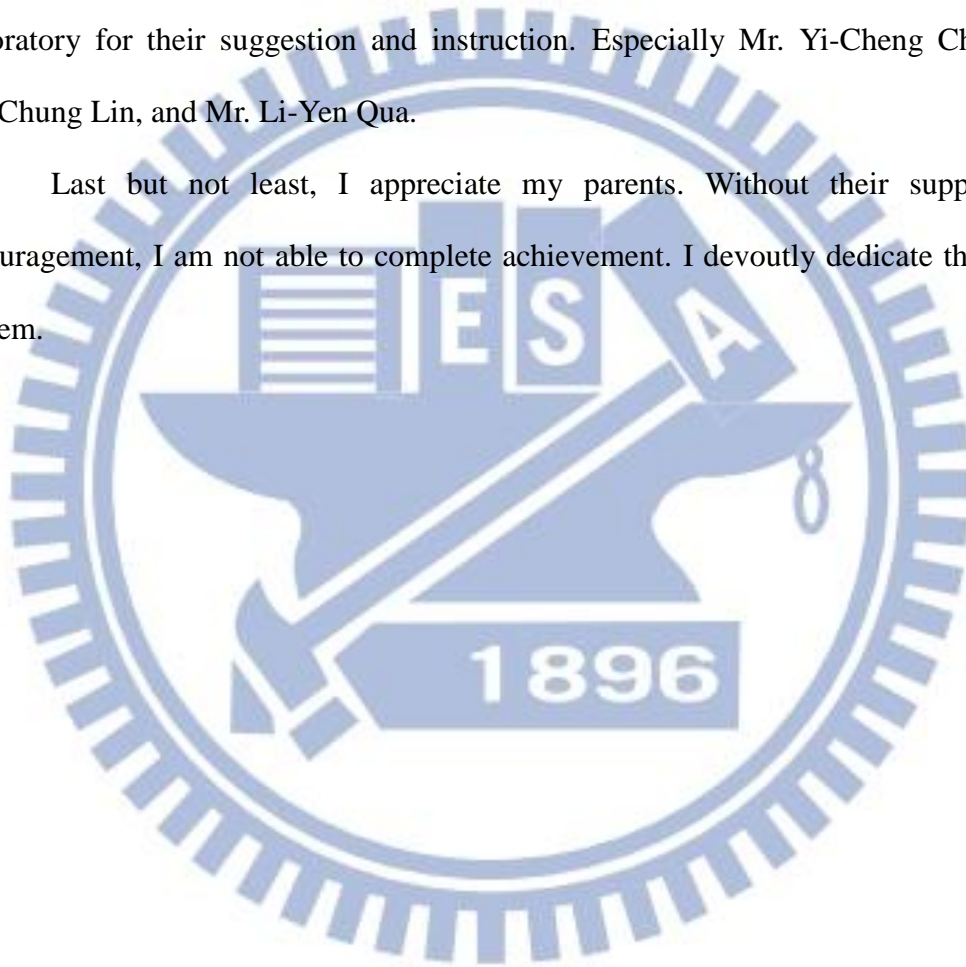 oratory for their suggestion and instruction. Especially Mr. Yi-Cheng Ch
Chung Lin, and Mr. Li-Yen Qua.
Last but not least, I appreciate my parents. Without their supp
ouragement, I am not able to complete achievement. I devoutly dedicate th
em.
E S A
1896